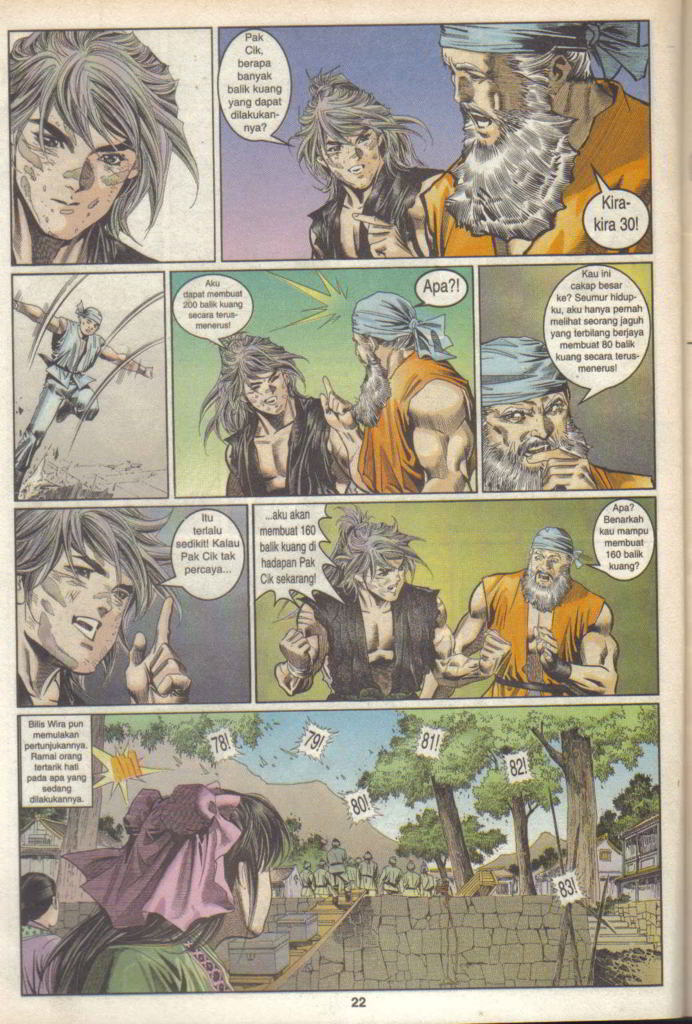 Pak
Cik,
berapa
banyak
balik kuang
yang dapat
dilakukan-
nya?
Kira-
kira 30!
Aku
dapat membuat
200 balik kuang
secara terus-
menerus!
Apa?!
Kau ini
cakap besar
ke? Seumur hidup-
ku, aku hanya pernah
melihat seorang jaguh
yang terbilang berjaya
membuat 80 balik
kuang secara terus-
menerus!
Itu
terlalu
sedikit! Kalau
Pak Cik tak
percaya...
...aku akan
membuat 160
balik kuang di
hadapan Pak
Cik sekarang!
Apa?
Benarkah
kau mampu
membuat
160 balik
kuang?
Bilis Wira pun
memulakan
pertunjukannya.
Ramai orang
tertarik hati
pada apa yang
sedang
dilakukannya.
78!
79!
80!
81!
82!
83!
22